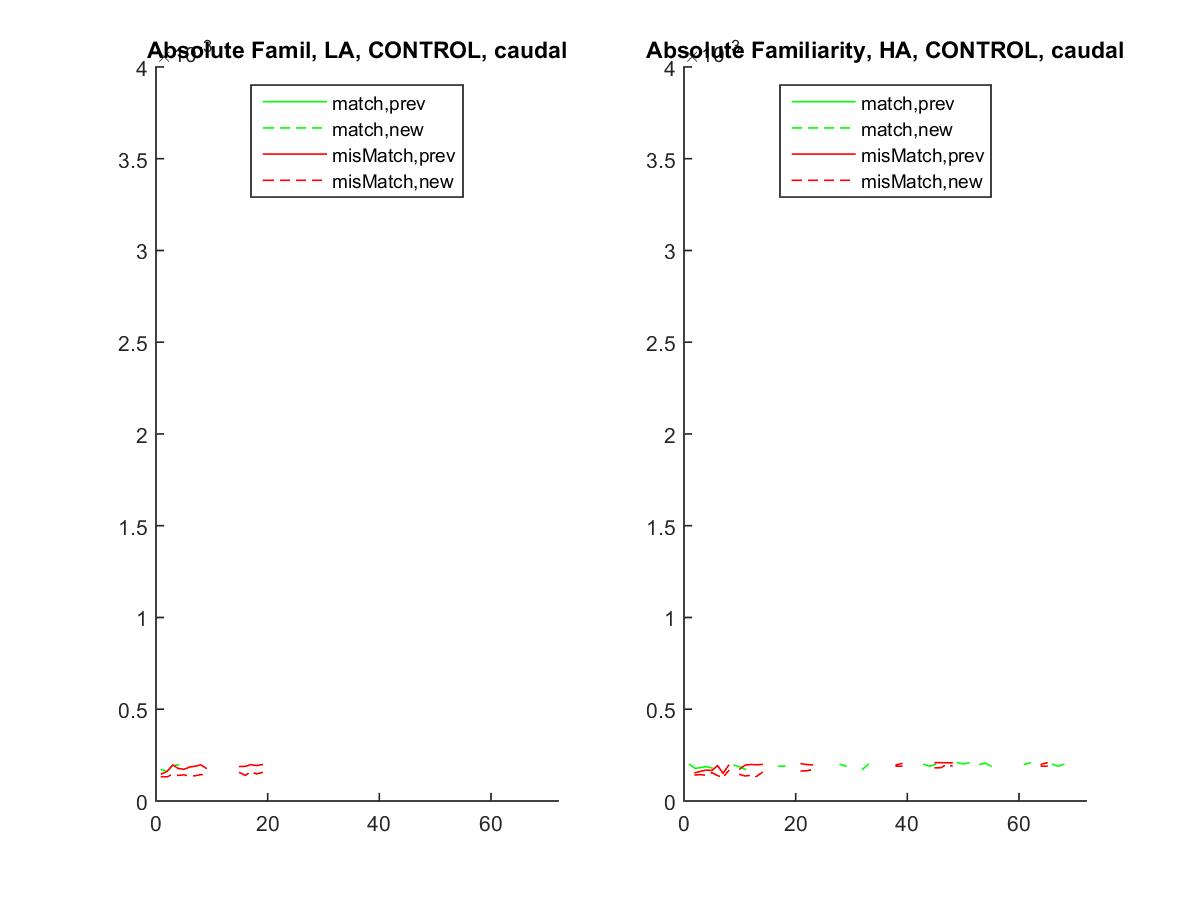 Absolute Famil, LA, CONTROL, caudal
Absolute Familiarity, HA, CONTROL, caudal
match,prev
match,new
misMatch,prev
misMatch,new
4
3.5
3
2.5
2
1.5
1
0.5
0
0 20 40 60
match,prev
match,new
misMatch,prev
misMatch,new
4
3.5
3
2.5
2
1.5
1
0.5
0
0 20 40 60